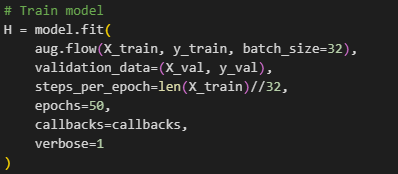 # Train model
H = model.fit(
    aug.flow(X_train, y_train, batch_size=32),
    validation_data=(X_val, y_val),
    steps_per_epoch=len(X_train)//32,
    epochs=50,
    callbacks=callbacks,
    verbose=1
)